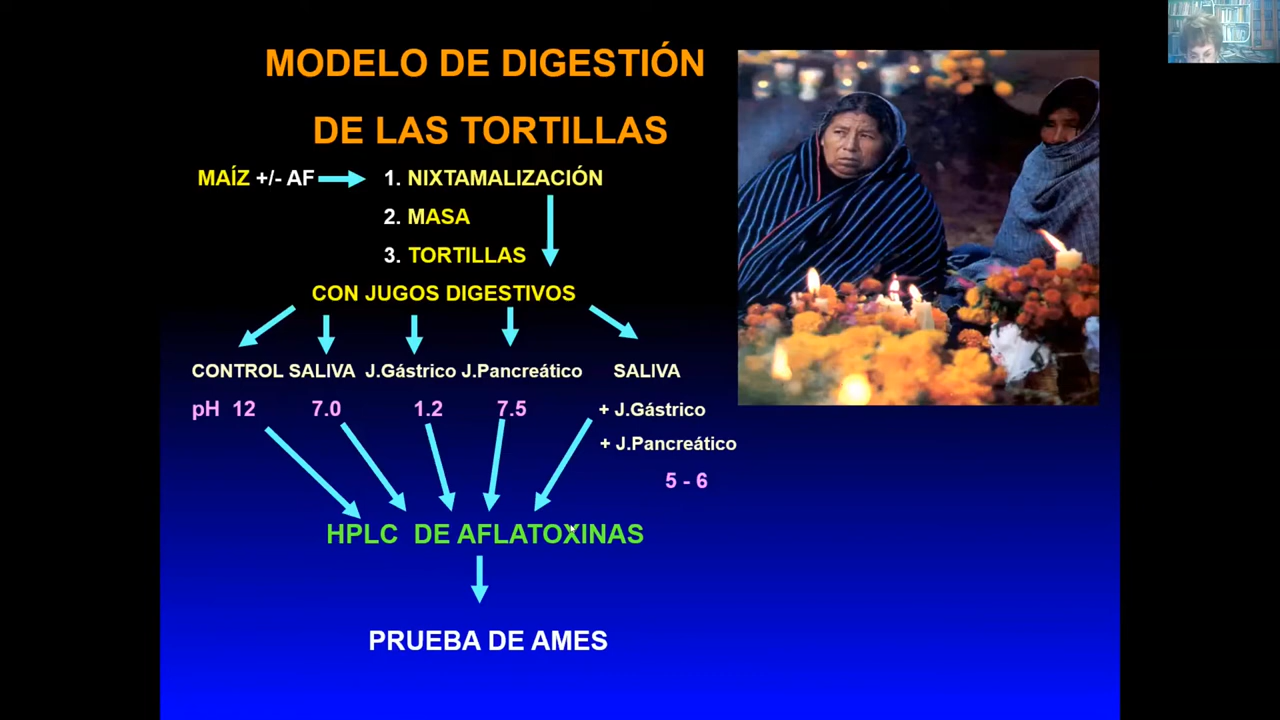 MODELO DE DIGESTIÓN
DE LAS TORTILLAS
MAÍZ +/- AF
1. NIXTAMALIZACIÓN
2. MASA
3. TORTILLAS
CON JUGOS DIGESTIVOS
CONTROL SALIVA J.Gástrico J.Pancreático SALIVA
pH 12 7.0 1.2 7.5 + J.Gástrico
+ J.Pancreático
5 - 6
HPLC DE AFLATOXINAS
PRUEBA DE AMES